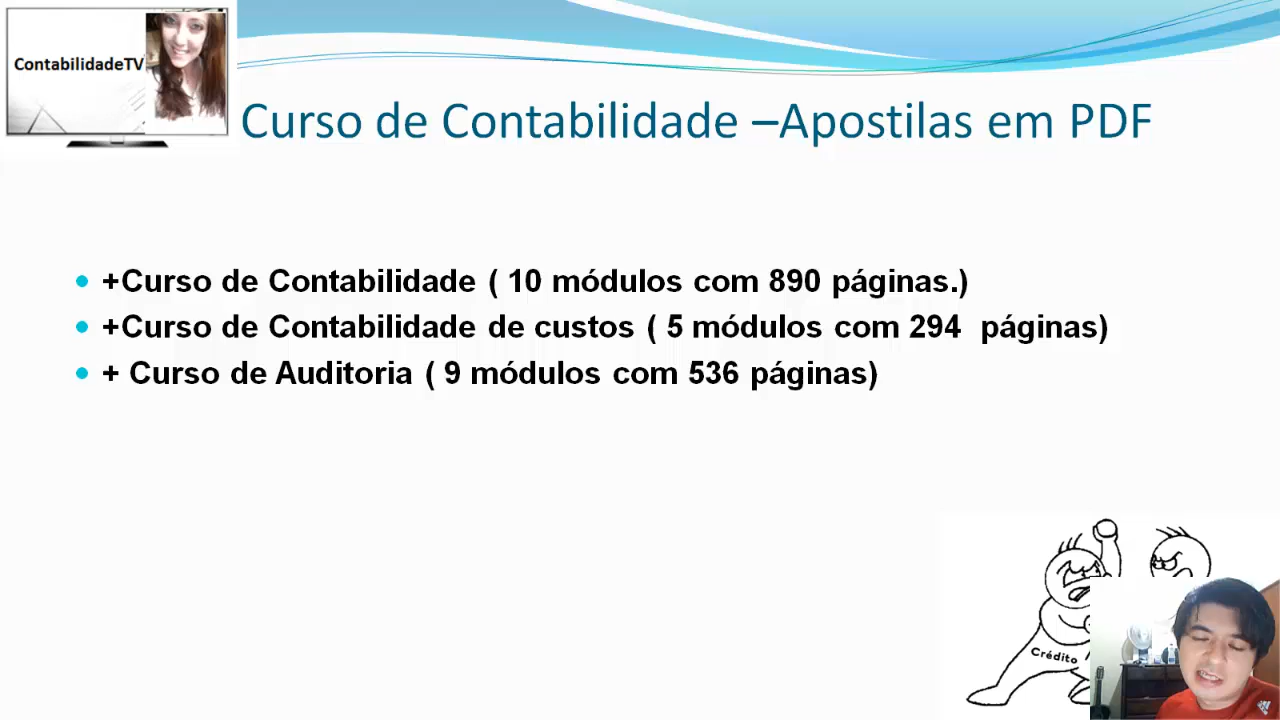 ContabilidadeTV
Curso de Contabilidade –Apostilas em PDF
+Curso de Contabilidade ( 10 módulos com 890 páginas.)
+Curso de Contabilidade de custos ( 5 módulos com 294 páginas)
+ Curso de Auditoria ( 9 módulos com 536 páginas)
Crédito